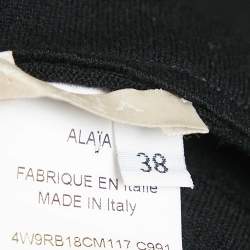 ALAÏA
38
FABRIQUE EN Italie
MADE IN Italy
4W9RB18CM117 C991